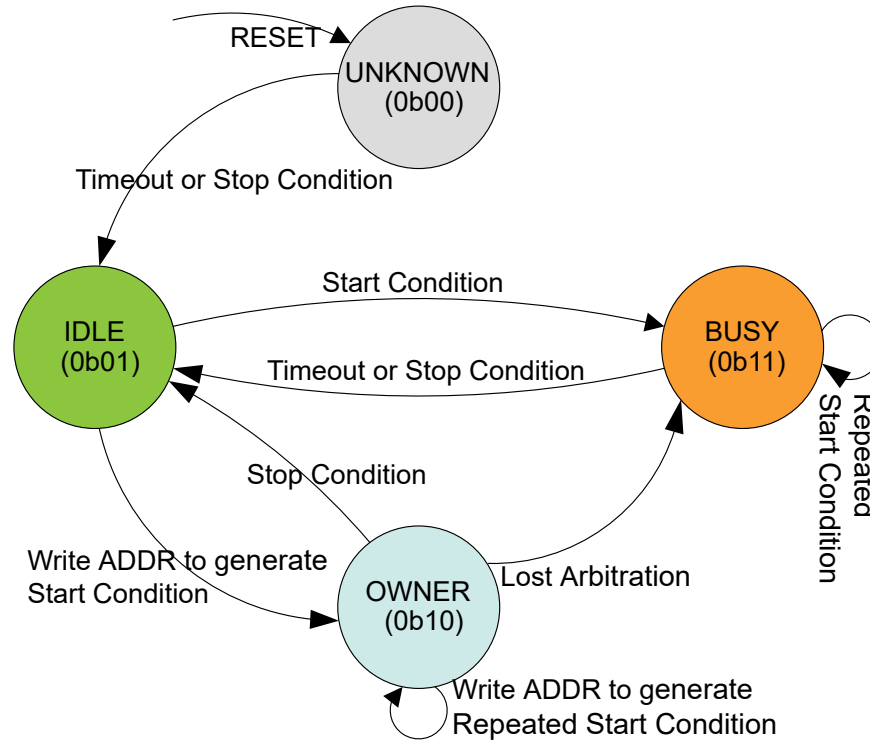 RESET
UNKNOWN
(0b00)
Timeout or Stop Condition
Start Condition
IDLE
(0b01)
BUSY
(0b11)
Timeout or Stop Condition
Repeated
Start Condition
Stop Condition
Write ADDR to generate
Start Condition
Lost Arbitration
OWNER
(0b10)
Write ADDR to generate
Repeated Start Condition